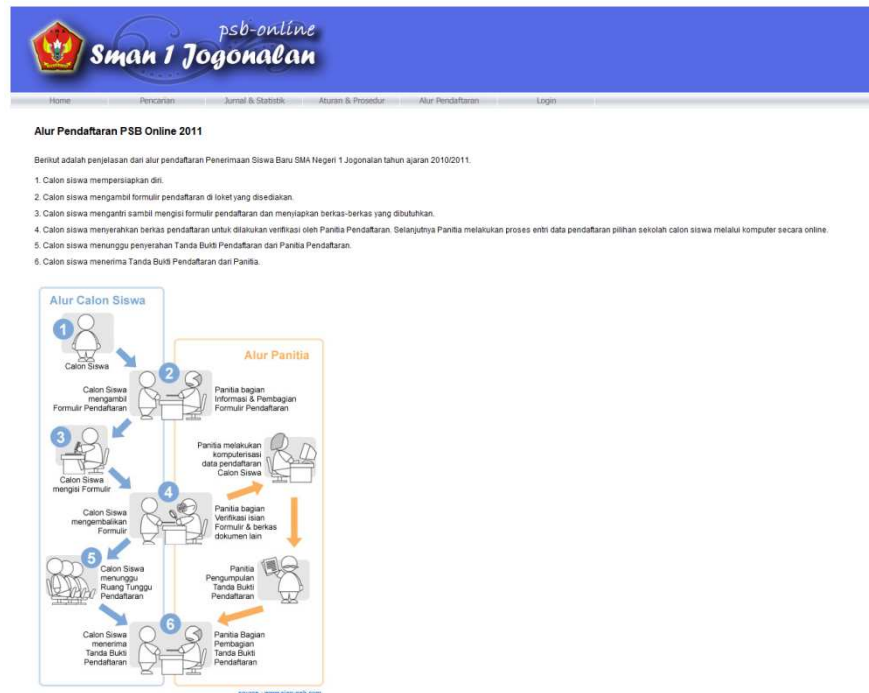 psb-online
Sman 1 Jogonalan
Home Pencarian Jurnal & Statistik Aturan & Prosedur Alur Pendaftaran Login
Alur Pendaftaran PSB Online 2011
Berikut adalah penjelasan dari alur pendaftaran Penerimaan Siswa Baru SMA Negeri 1 Jogonalan tahun ajaran 2010/2011.
1. Calon siswa mempersiapkan diri.
2. Calon siswa mengambil formulir pendaftaran di loket yang disediakan.
3. Calon siswa mengantri sambil mengisi formulir pendaftaran dan menyiapkan berkas-berkas yang dibutuhkan.
4. Calon siswa menyerahkan berkas pendaftaran untuk dilakukan verifikasi oleh Panitia Pendaftaran. Selanjutnya Panitia melakukan proses entri data pendaftaran pilihan sekolah calon siswa melalui komputer secara online.
5. Calon siswa menunggu penyerahan Tanda Bukti Pendaftaran dari Panitia Pendaftaran.
6. Calon siswa menerima Tanda Bukti Pendaftaran dari Panitia.
Alur Calon Siswa
1
Calon Siswa
Alur Panitia
2
Calon Siswa
mengambil
Formulir Pendaftaran
Panitia bagian
Informasi & Pembagian
Formulir Pendaftaran
3
Calon Siswa
mengisi Formulir
Panitia melakukan
komputerisasi
data pendaftaran
Calon Siswa
4
Calon Siswa
mengembalikan
Formulir
Panitia bagian
Verifikasi isian
Formulir & berkas
dokumen lain
5
Calon Siswa
menunggu
Ruang Tunggu
Pendaftaran
Panitia
Pengumpulan
Tanda Bukti
Pendaftaran
6
Calon Siswa
menerima
Tanda Bukti
Pendaftaran
Panitia Bagian
Pembagian
Tanda Bukti
Pendaftaran